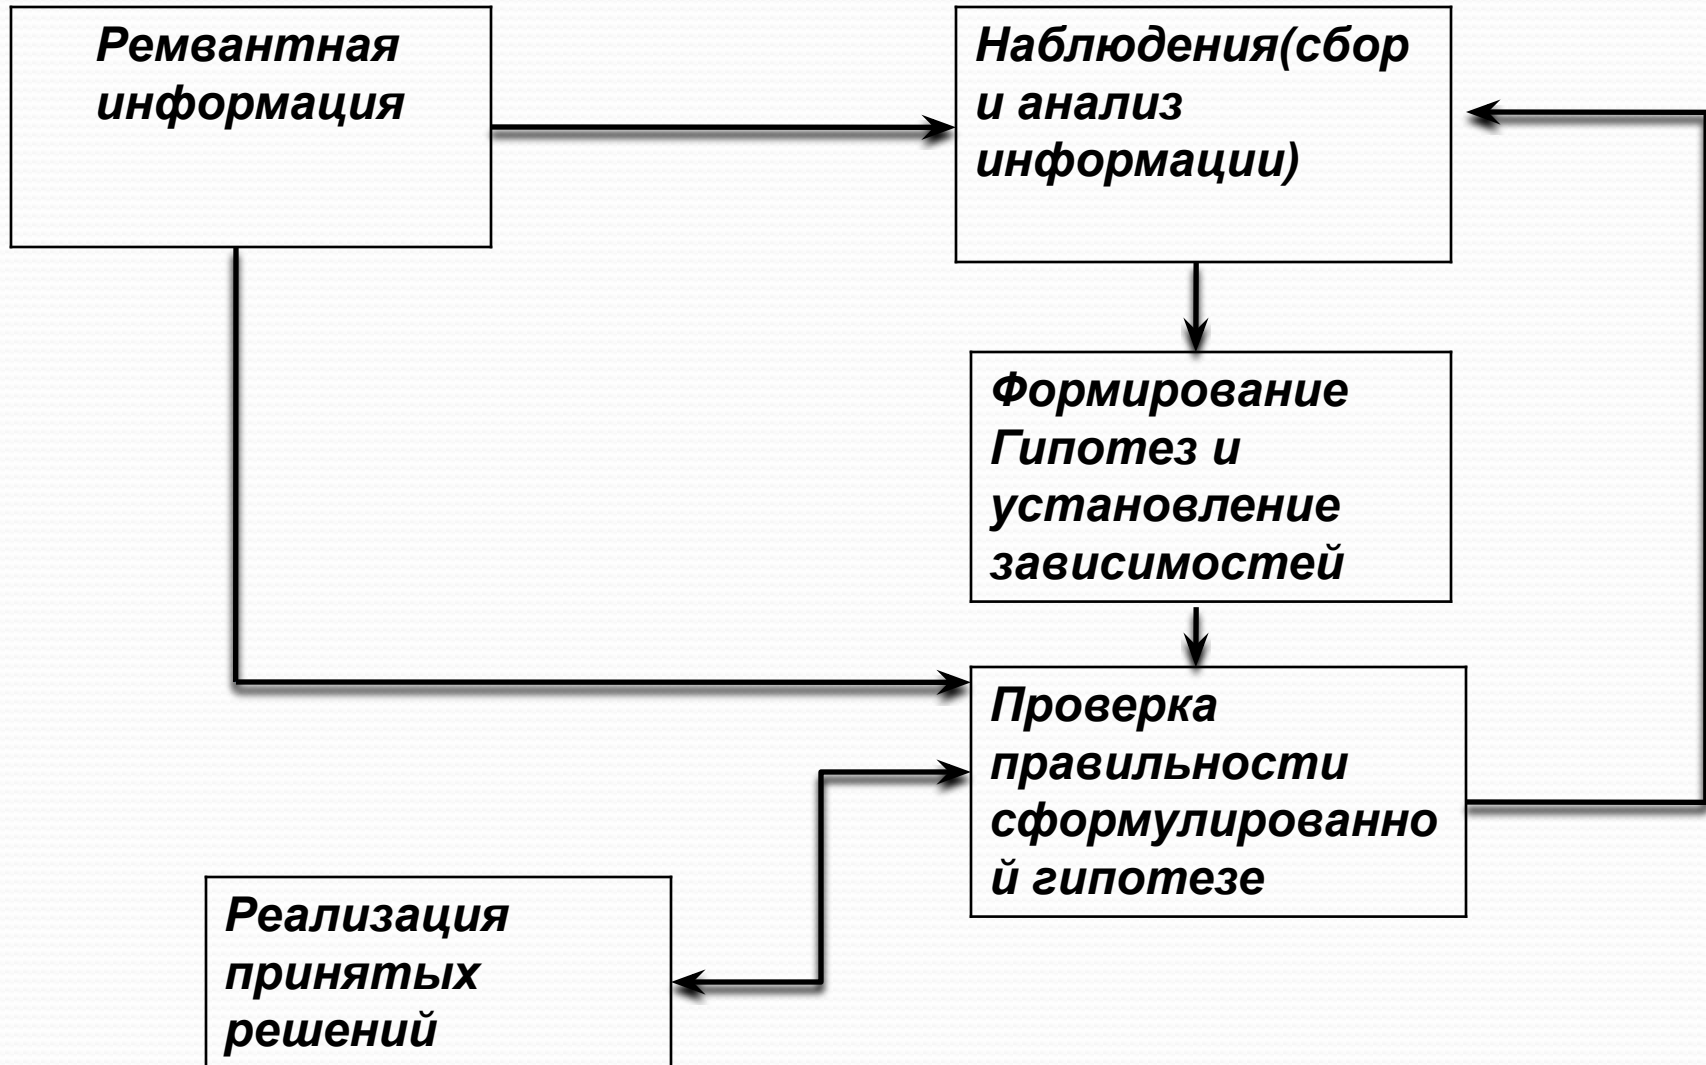 Ремвантная
информация
Наблюдения(сбор
и анализ
информации)
Формирование
Гипотез и
установление
зависимостей
Проверка
правильности
сформулированно
й гипотезе
Реализация
принятых
решений